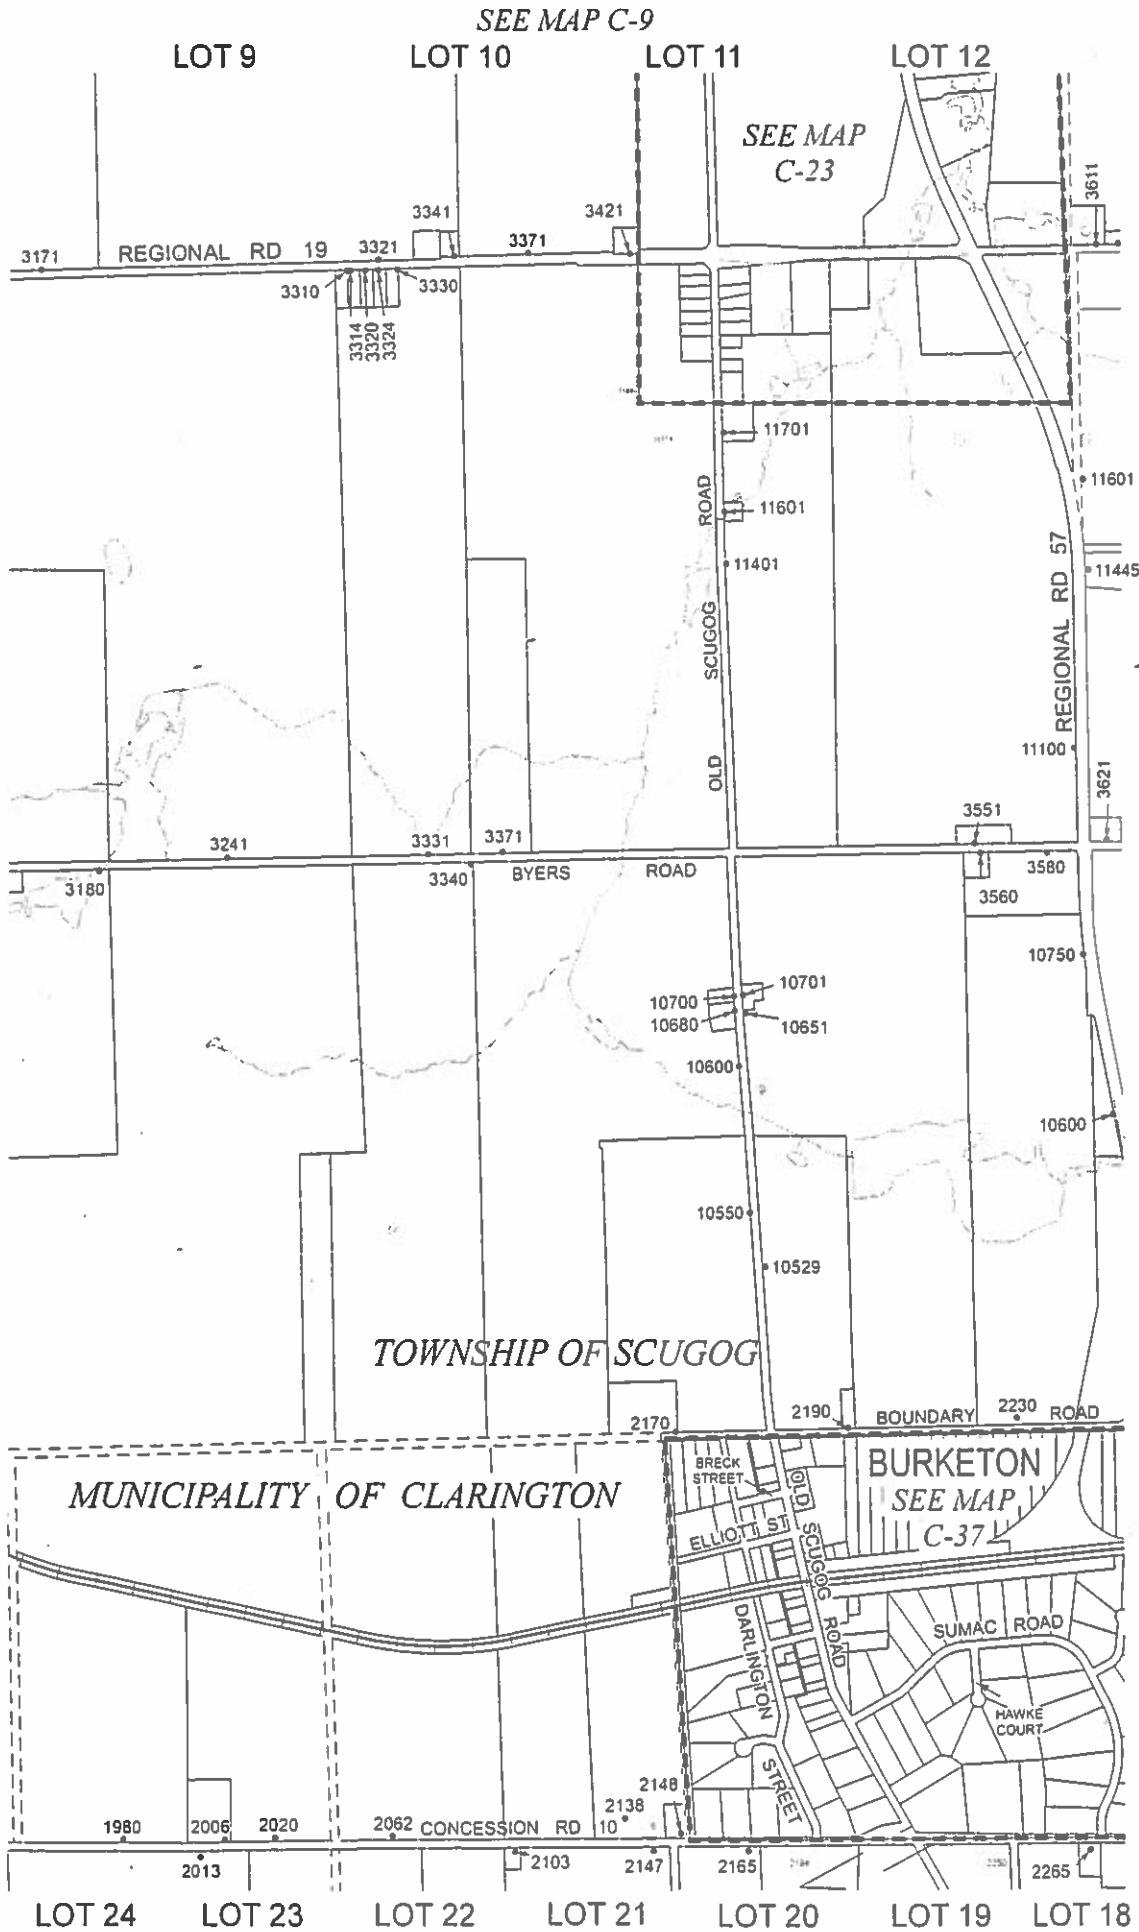 SEE MAP C-9
LOT 9 LOT 10 LOT 11 LOT 12
SEE MAP
C-23
3611
3341 3421
3171 REGIONAL RD 19 3321 3371
3310 3330
3314
3320
3324
11701
11601
11601
11401
11445
OLD SCUGOG ROAD
REGIONAL RD 57
11100
3621
3551
3241 3331 3371
3180 3340 BYERS ROAD 3580
3560
10750
10700 10701
10680 10651
10600
10600
10550
10529
TOWNSHIP OF SCUGOG
2170 2190 BOUNDARY 2230 ROAD
BRECK
STREET
BURKETON
SEE MAP
C-37
MUNICIPALITY OF CLARINGTON
ELLIOTT ST
OLD SCUGOG ROAD
DARLINGTON STREET
SUMAC ROAD
HAWKE
COURT
2148
2138
1980 2006 2020 2062 CONCESSION RD 10
2013 2103 2147 2165 2265
LOT 24 LOT 23 LOT 22 LOT 21 LOT 20 LOT 19 LOT 18